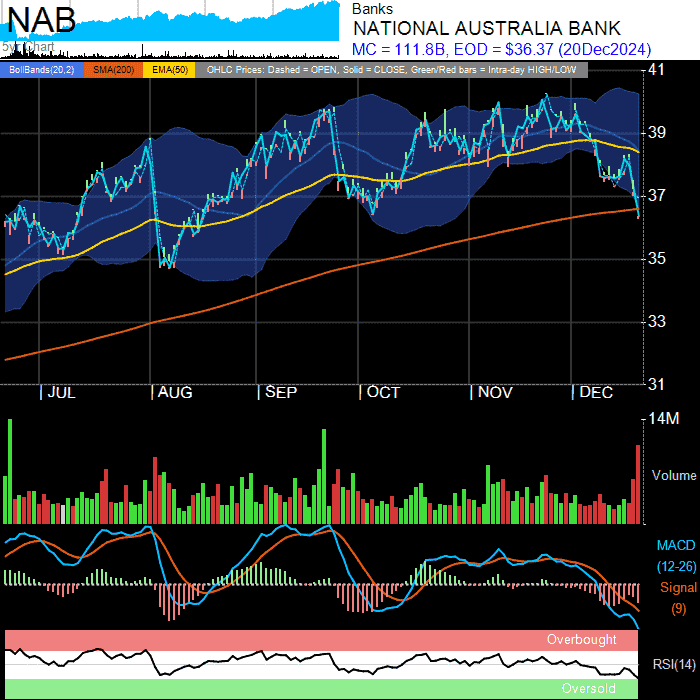 NAB
5yr Chart
Banks
NATIONAL AUSTRALIA BANK
MC = 111.8B, EOD = $36.37 (20Dec2024)
BollBands(20,2) SMA(200) EMA(50) OHLC Prices: Dashed = OPEN, Solid = CLOSE, Green/Red bars = Intra-day HIGH/LOW
41
39
37
35
33
31
JUL AUG SEP OCT NOV DEC
14M
Volume
MACD
(12-26)
Signal
(9)
Overbought
RSI(14)
Oversold